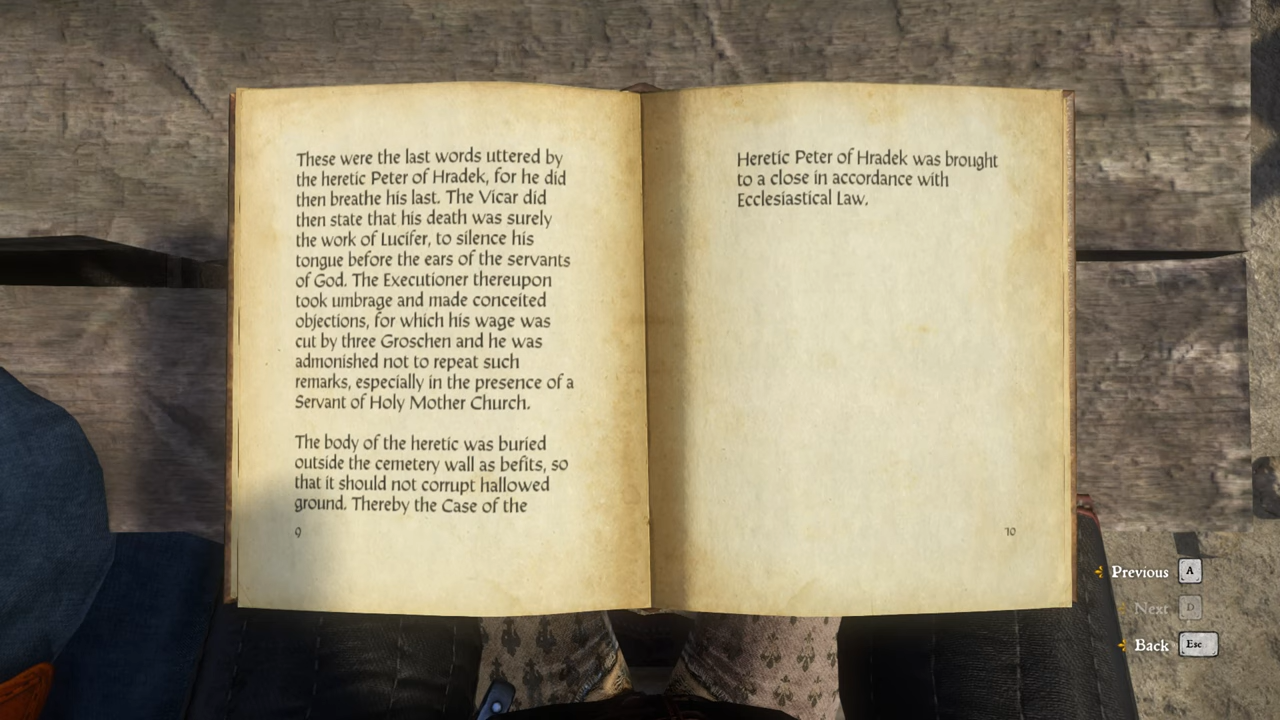 These were the last words uttered by
the heretic Peter of Hradek, for he did
then breathe his last. The Vicar did
then state that his death was surely
the work of Lucifer, to silence his
tongue before the ears of the servants
of God. The Executioner thereupon
took umbrage and made conceited
objections, for which his wage was
cut by three Groschen and he was
admonished not to repeat such
remarks, especially in the presence of a
Servant of Holy Mother Church.
The body of the heretic was buried
outside the cemetery wall as befits, so
that it should not corrupt hallowed
ground. Thereby the Case of the
9
Heretic Peter of Hradek was brought
to a close in accordance with
Ecclesiastical Law.
10
Previous A
Next D
Back Esc